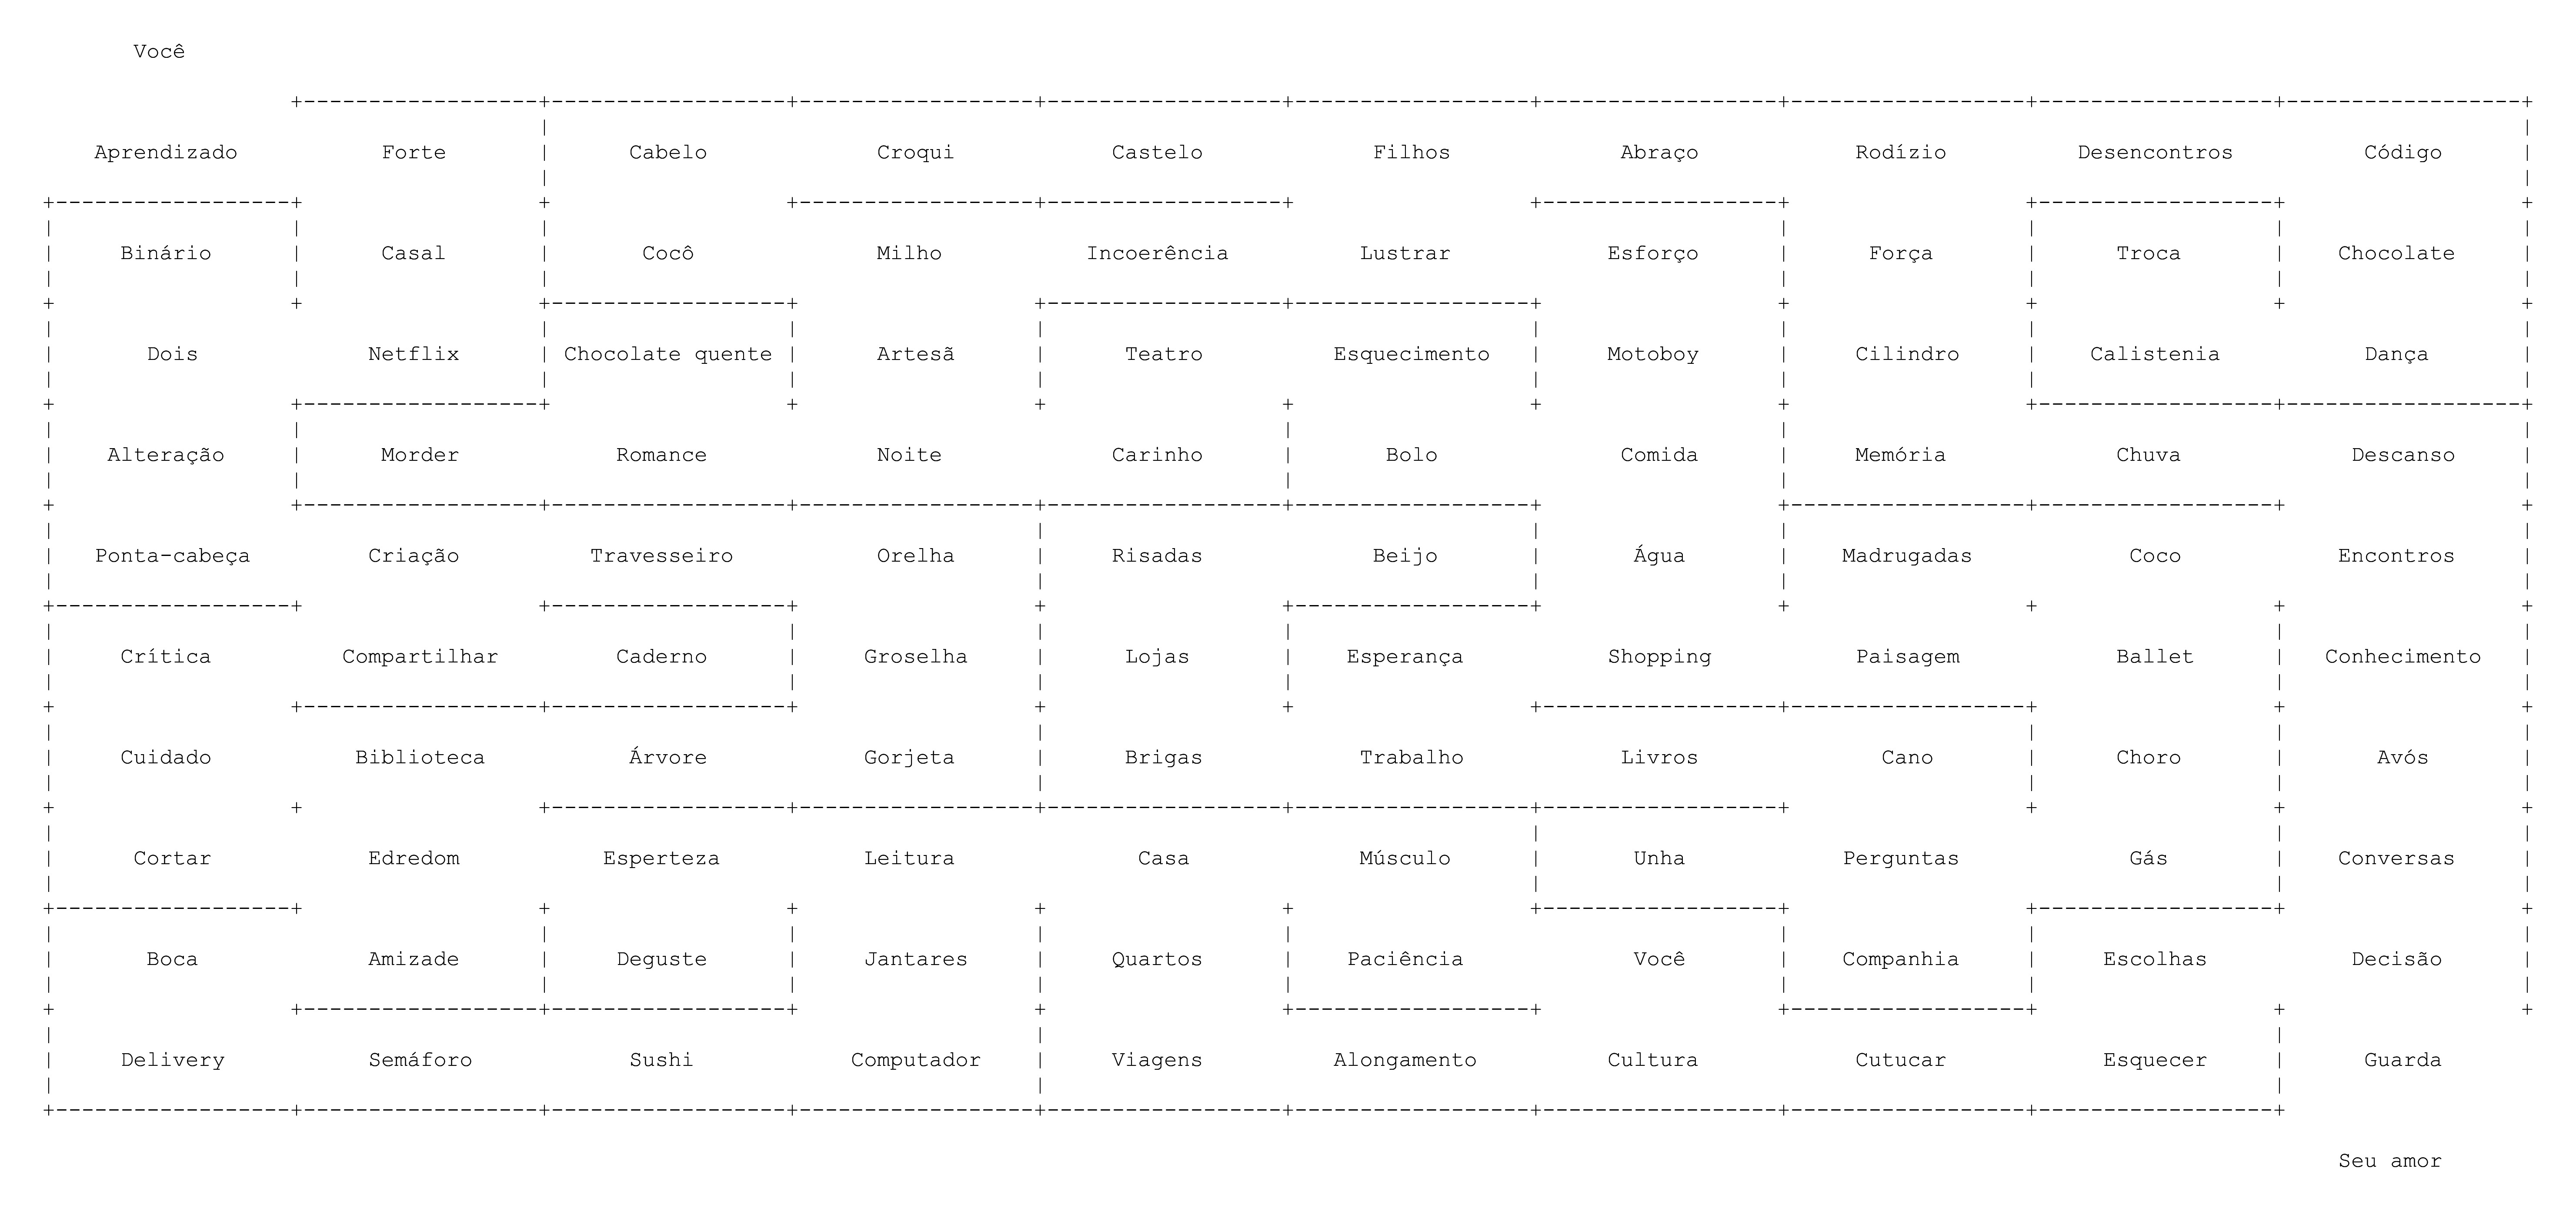 Você
Aprendizado Forte Cabelo Croqui Castelo Filhos Abraço Rodízio Desencontros Código
Binário Casal Cocô Milho Incoerência Lustrar Esforço Força Troca Chocolate
Dois Netflix Chocolate quente Artesã Teatro Esquecimento Motoboy Cilindro Calistenia Dança
Alteração Morder Romance Noite Carinho Bolo Comida Memória Chuva Descanso
Ponta-cabeça Criação Travesseiro Orelha Risadas Beijo Água Madrugadas Coco Encontros
Crítica Compartilhar Caderno Groselha Lojas Esperança Shopping Paisagem Ballet Conhecimento
Cuidado Biblioteca Árvore Gorjeta Brigas Trabalho Livros Cano Choro Avós
Cortar Edredom Esperteza Leitura Casa Músculo Unha Perguntas Gás Conversas
Boca Amizade Deguste Jantares Quartos Paciência Você Companhia Escolhas Decisão
Delivery Semáforo Sushi Computador Viagens Alongamento Cultura Cutucar Esquecer Guarda
Seu amor